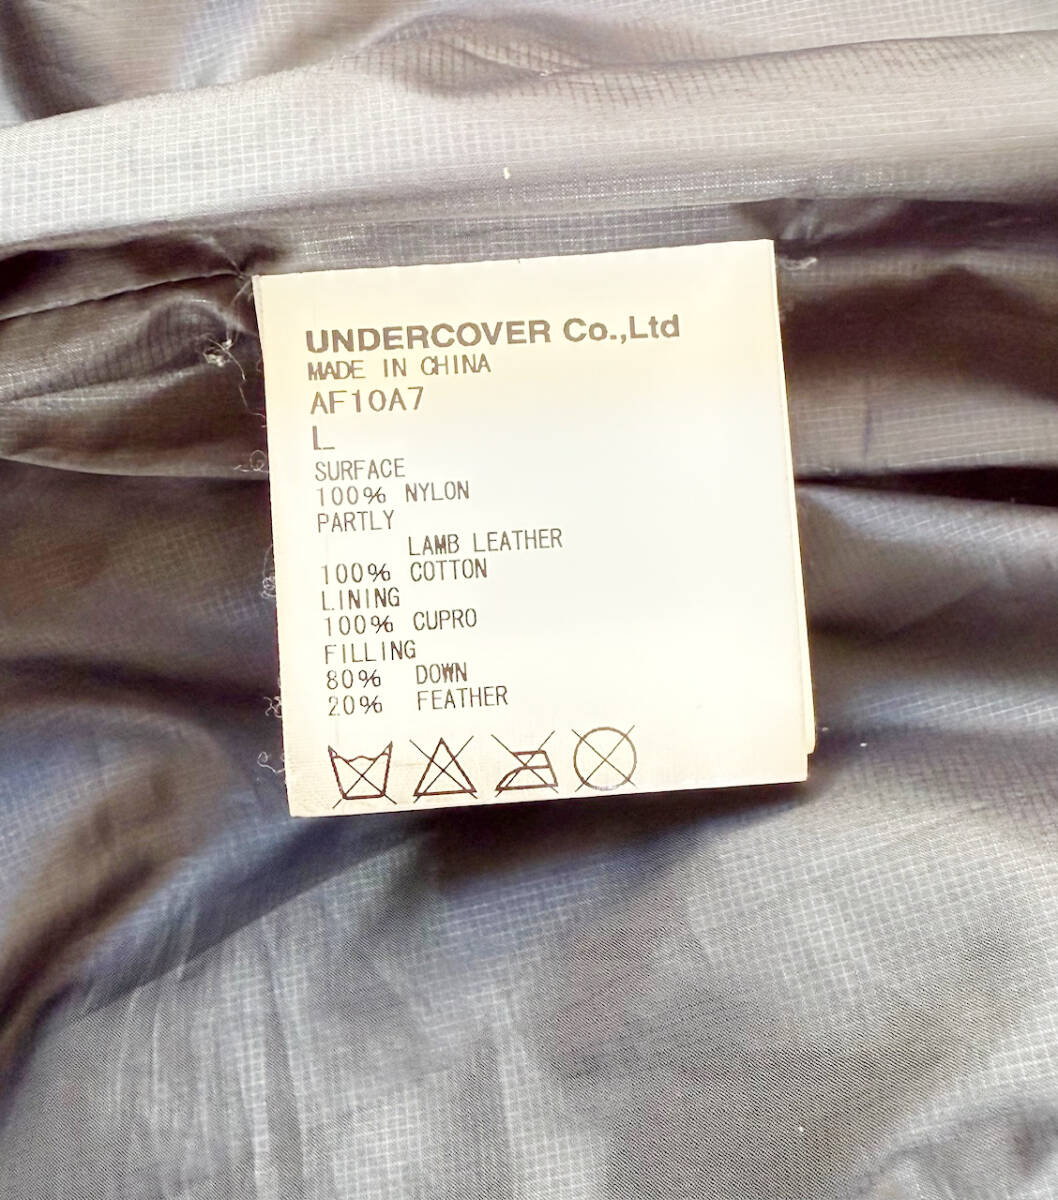 UNDERCOVER Co.,Ltd
MADE IN CHINA
AF10A7
L
SURFACE
100% NYLON
PARTLY
LAMB LEATHER
100% COTTON
LINING
100% CUPRO
FILLING
80% DOWN
20% FEATHER